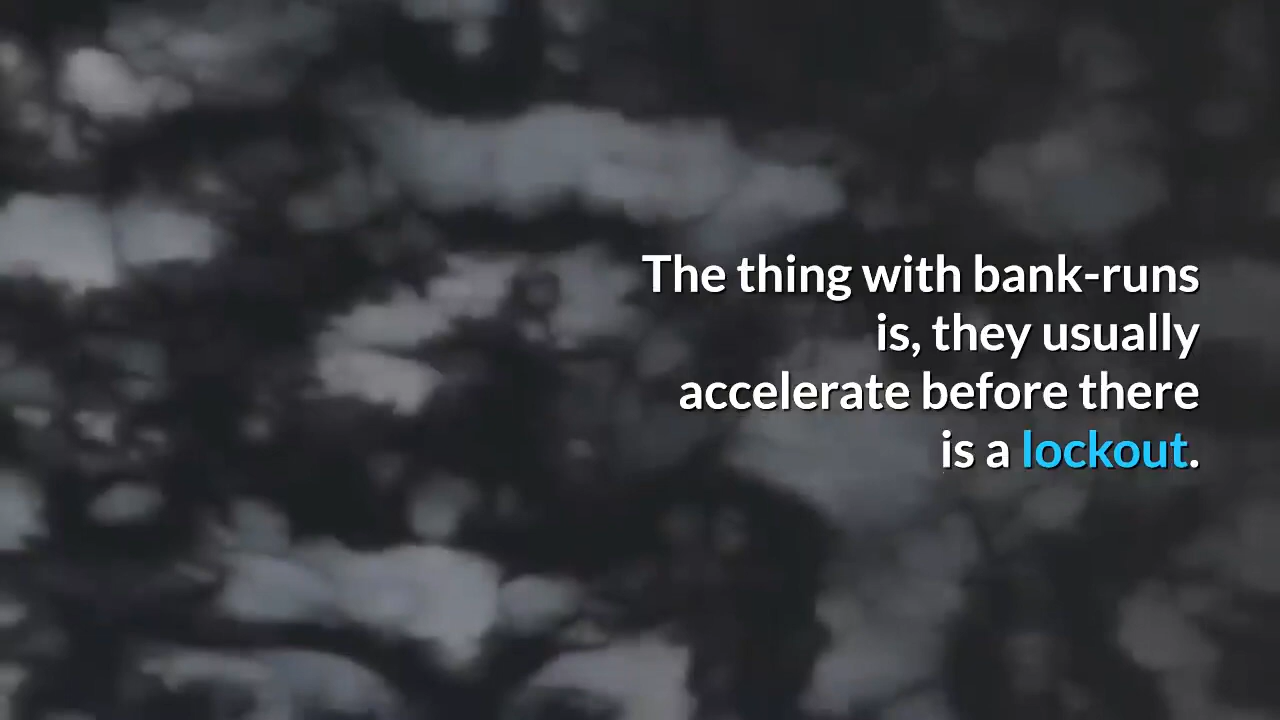 The thing with bank-runs
is, they usually
accelerate before there
is a lockout.